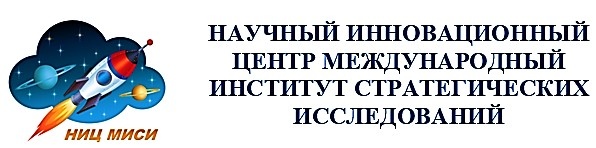 НАУЧНЫЙ ИННОВАЦИОННЫЙ
ЦЕНТР МЕЖДУНАРОДНЫЙ
ИНСТИТУТ СТРАТЕГИЧЕСКИХ
ИССЛЕДОВАНИЙ
НИЦ МИСИ